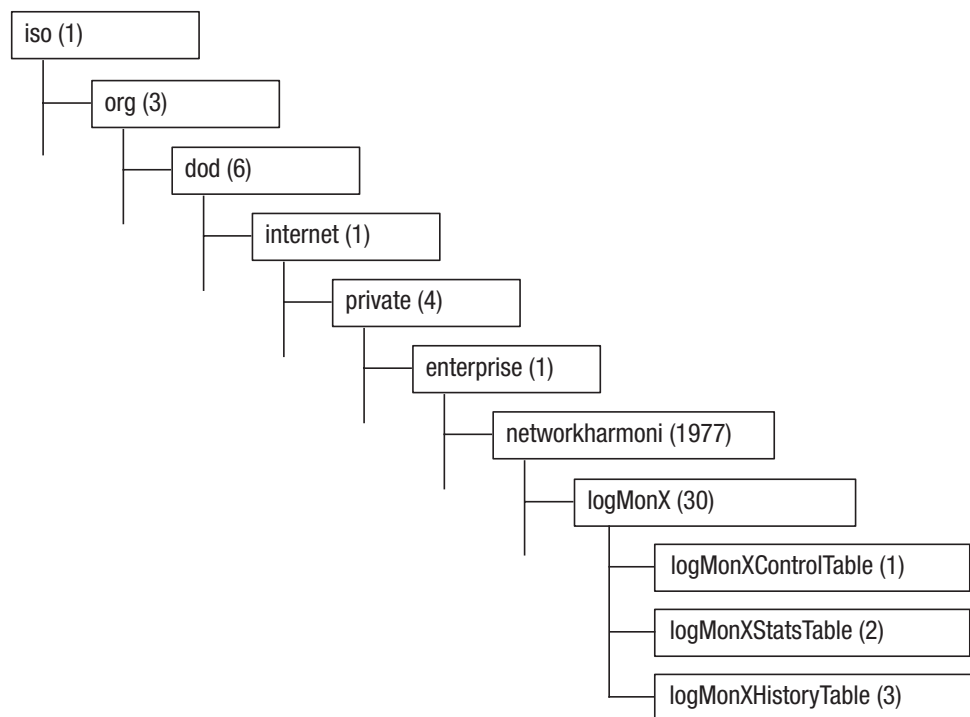 iso (1)
org (3)
dod (6)
internet (1)
private (4)
enterprise (1)
networkharmoni (1977)
logMonX (30)
logMonXControlTable (1)
logMonXStatsTable (2)
logMonXHistoryTable (3)